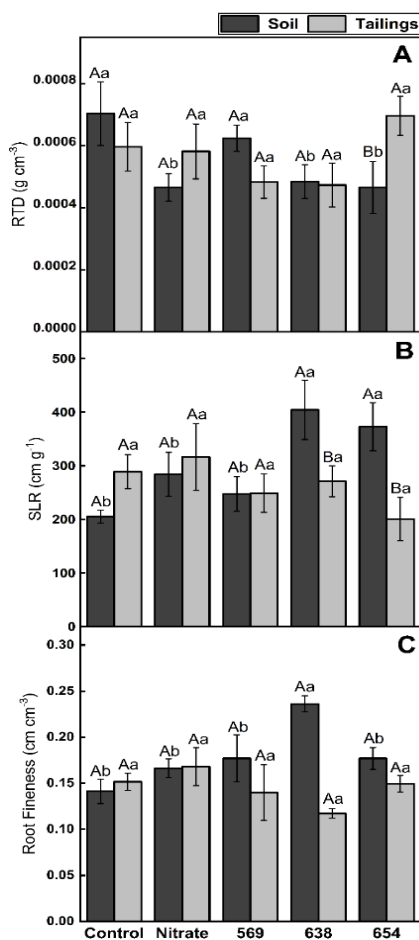 Soil Tailings
A
RTD (g cm-3)
0.0008
0.0006
0.0004
0.0002
0.0000
Aa Aa Ab Aa Aa Aa Ab Aa Bb Aa
B
SLR (cm g-1)
500
400
300
200
100
0
Ab Aa Ab Aa Ab Aa Aa Ba Aa Ba
C
Root Fineness (cm cm-3)
0.30
0.25
0.20
0.15
0.10
0.05
0.00
Ab Aa Ab Aa Ab Aa Aa Aa Ab Aa
Control Nitrate 569 638 654